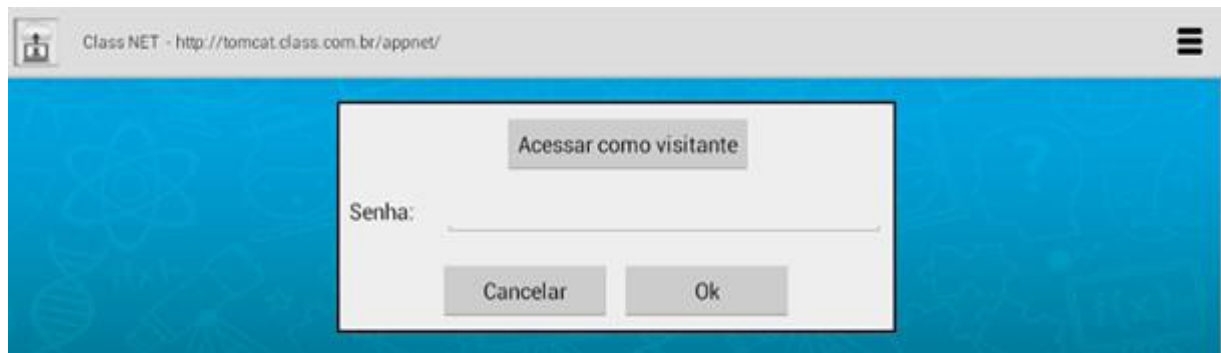 Class NET - http://tomcat.class.com.br/appnet/
Acessar como visitante
Senha:
Cancelar Ok